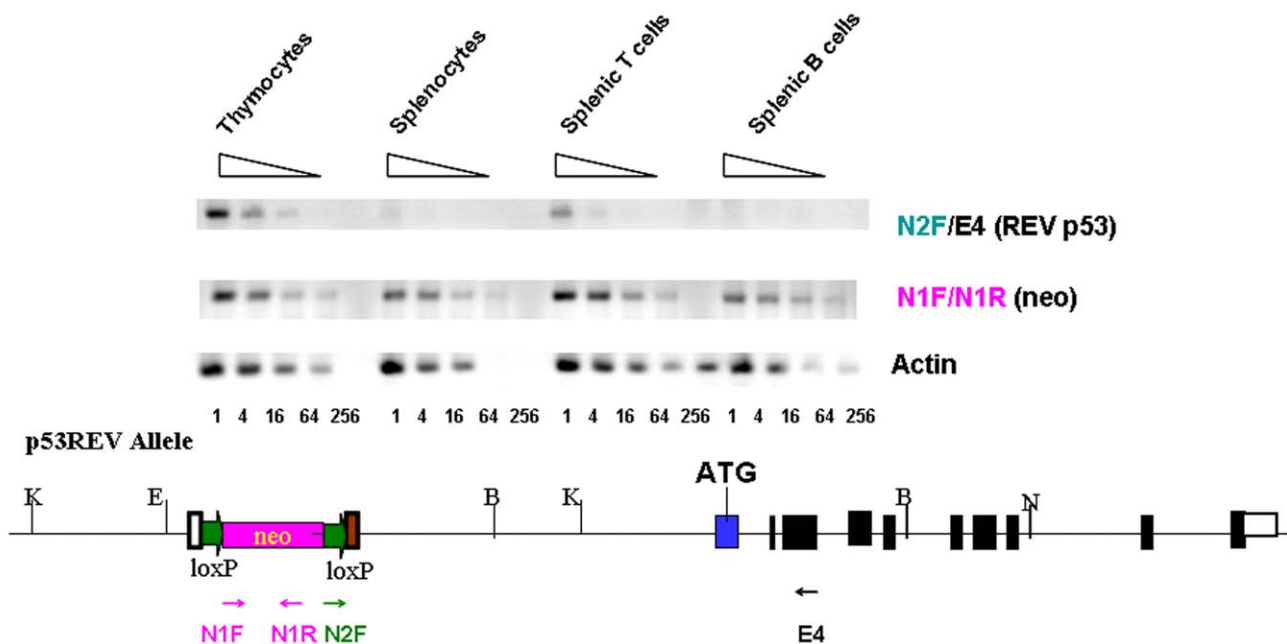 Thymocytes
Splenocytes
Splenic T cells
Splenic B cells
N2F/E4 (REV p53)
N1F/N1R (neo)
Actin
1 4 16 64 256 1 4 16 64 256 1 4 16 64 256 1 4 16 64 256
p53REV Allele
ATG
K E B K B N
neo
loxP loxP
N1F N1R N2F E4